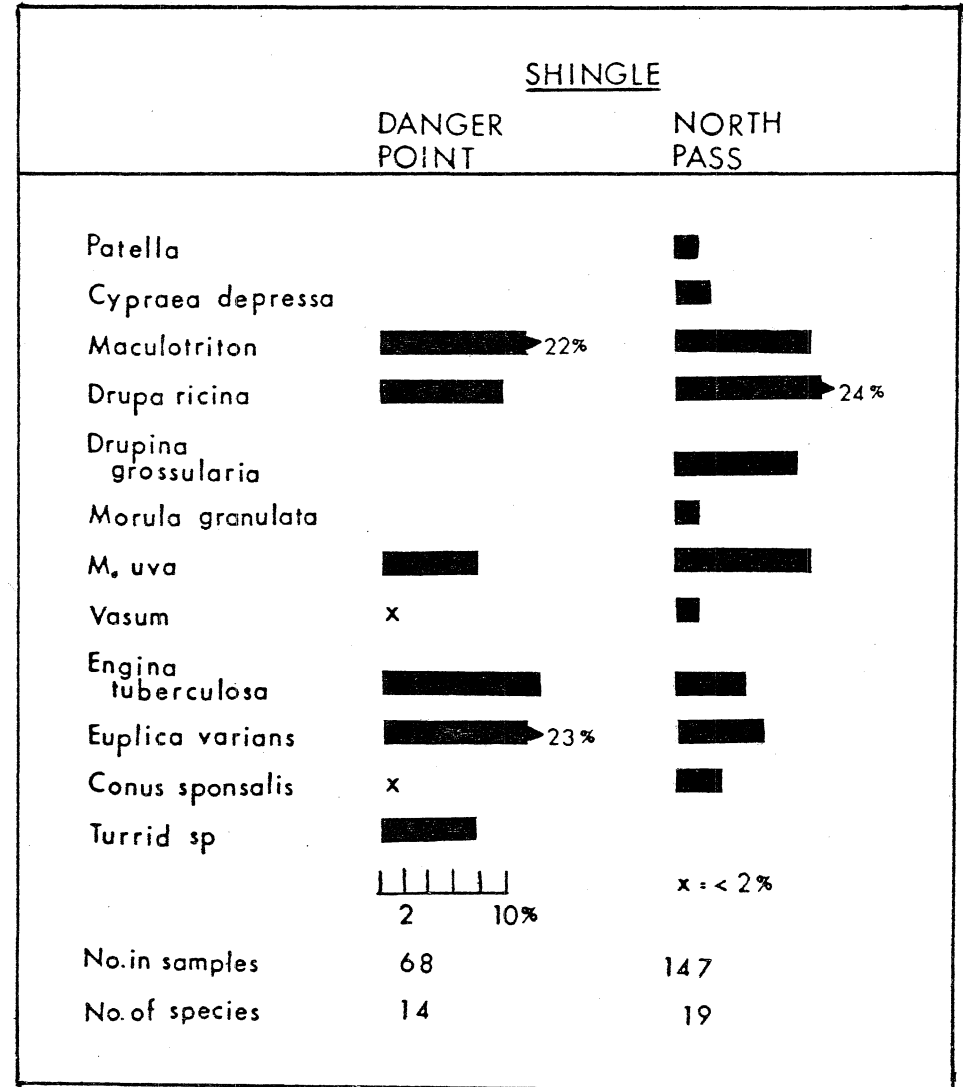 SHINGLE
DANGER POINT
NORTH PASS
Patella
Cypraea depressa
Maculotriton 22%
Drupa ricina 24%
Drupina
grossularia
Morula granulata
M. uva
Vasum x
Engina
tuberculosa
Euplica varians 23%
Conus sponsalis x
Turrid sp
x = < 2%
2 10%
No. in samples 68 147
No. of species 14 19